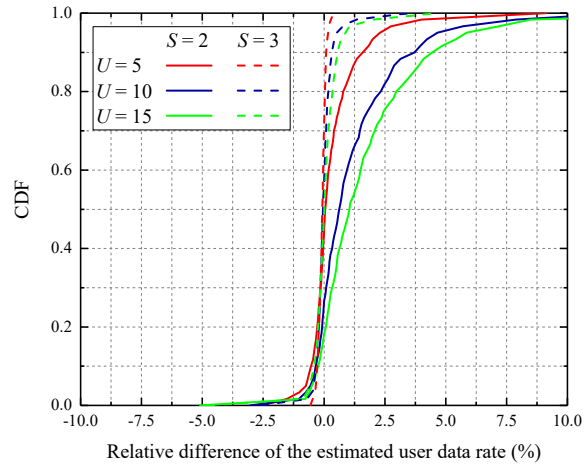 1.0
0.8
0.6
0.4
0.2
0.0
CDF
S = 2 S = 3
U = 5
U = 10
U = 15
-10.0 -7.5 -5.0 -2.5 0.0 2.5 5.0 7.5 10.0
Relative difference of the estimated user data rate (%)